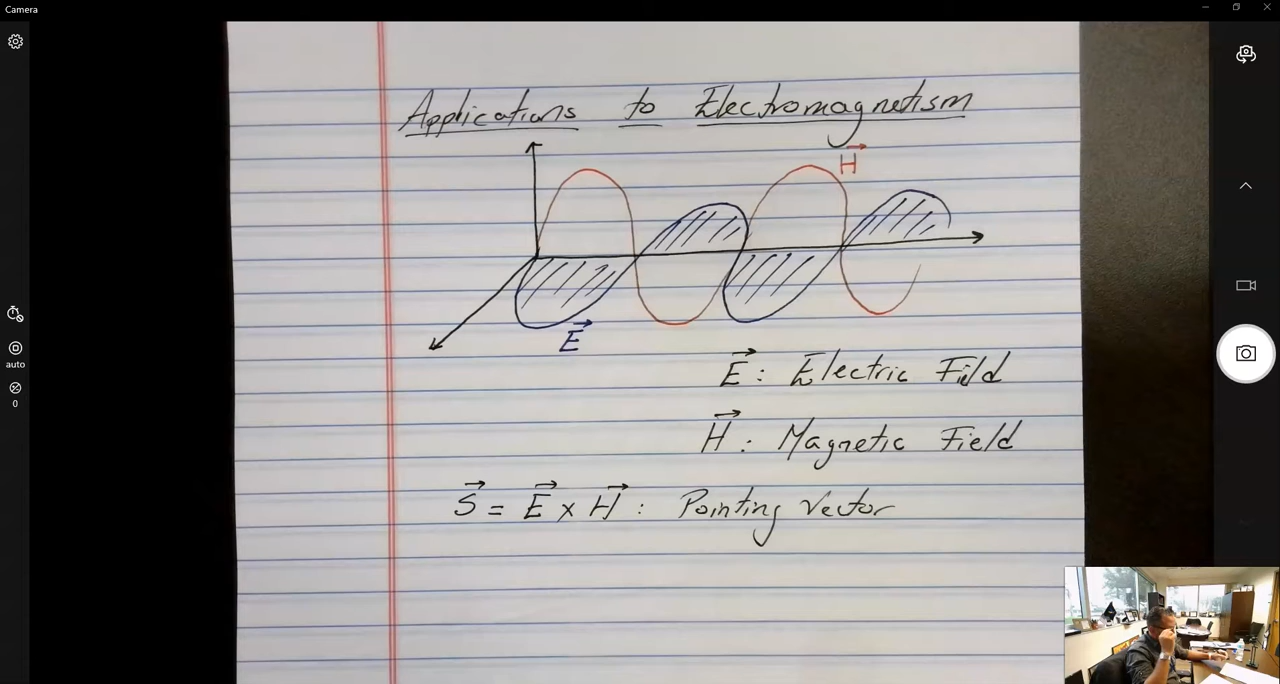 Camera
Applications to Electromagnetism
H
E
E: Electric Field
H: Magnetic Field
S = E x H : Pointing Vector
auto
0